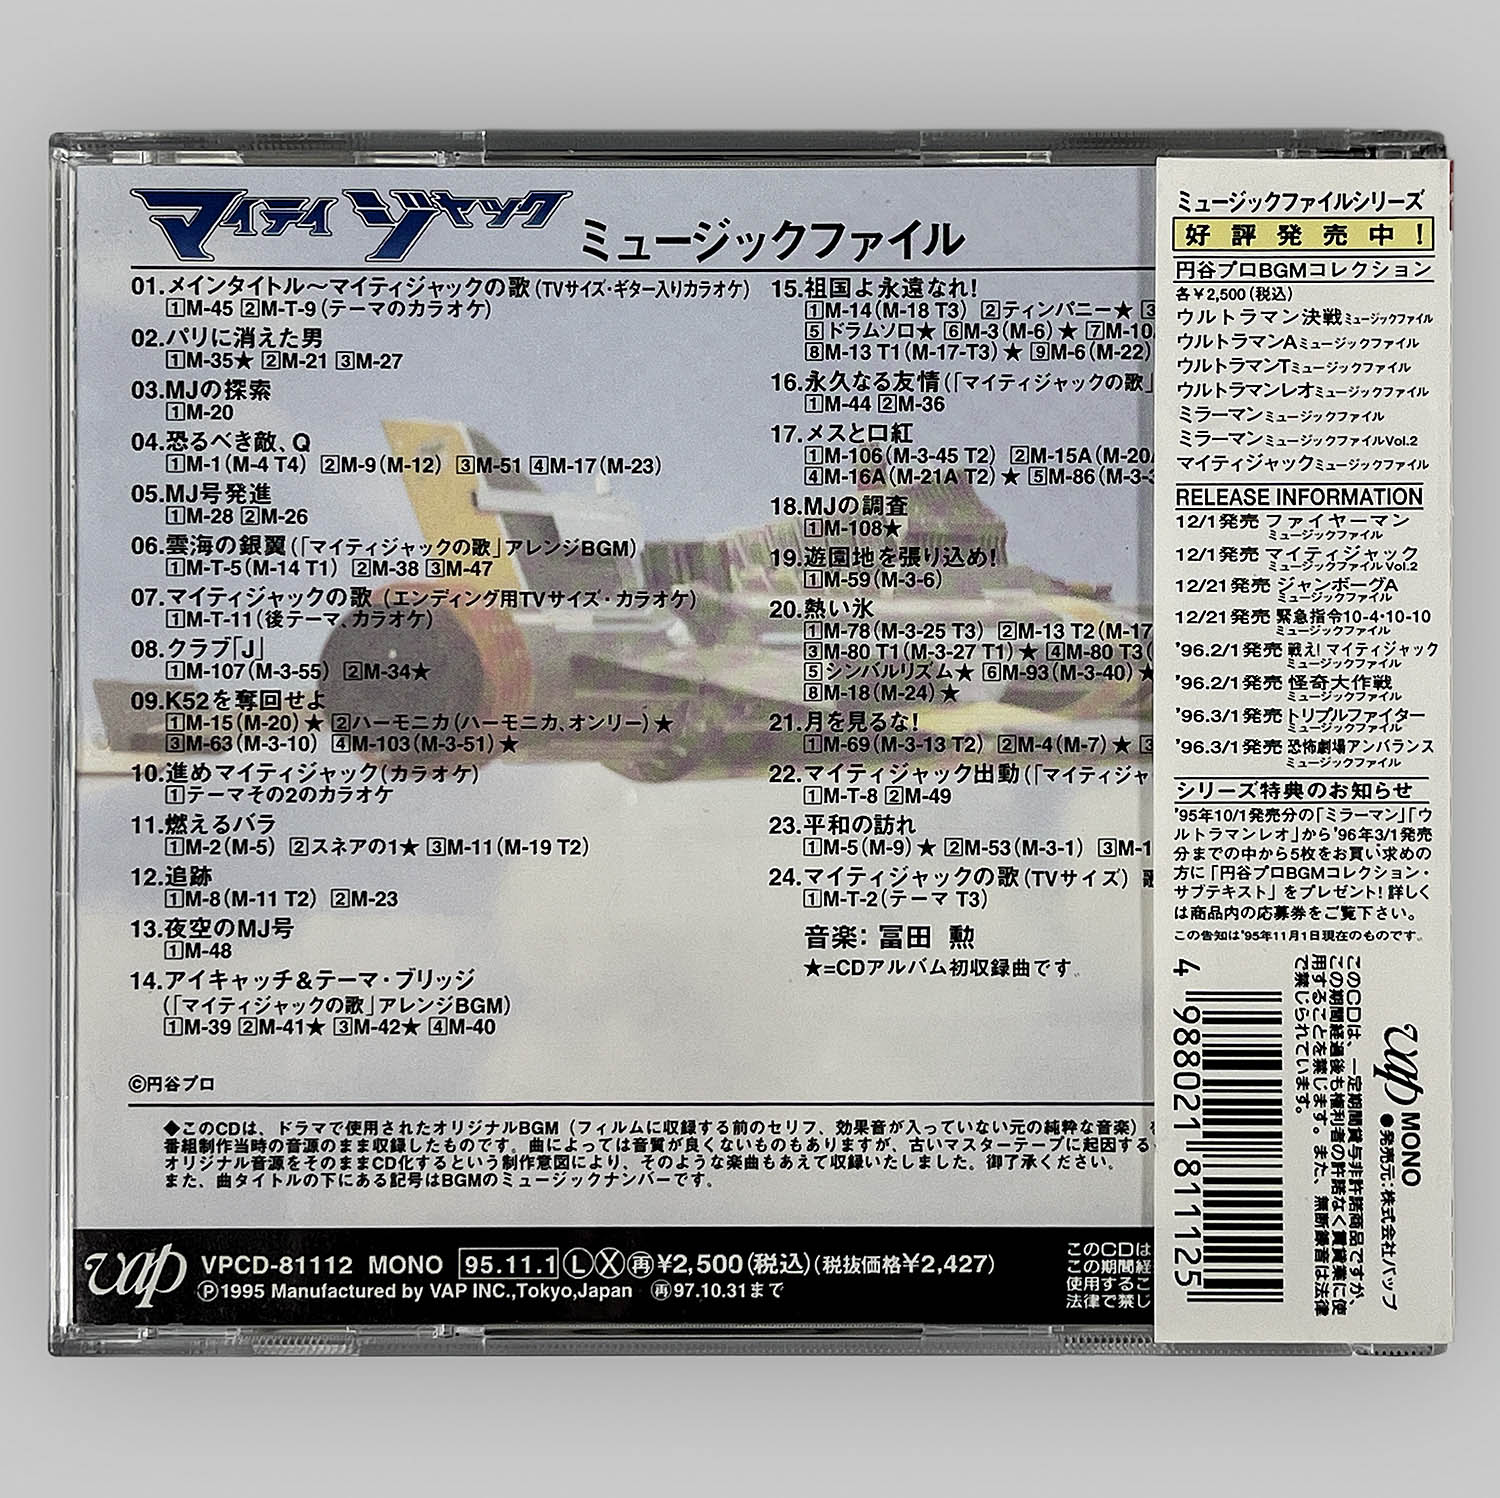 マイティジャック ミュージックファイル
01.メインタイトル〜マイティジャックの歌(TVサイズ・ギター入りカラオケ)
1M-45 2M-T-9(テーマのカラオケ)
02.パリに消えた男
1M-35★ 2M-21 3M-27
03.MJの探索
1M-20
04.恐るべき敵、Q
1M-1(M-4 T4) 2M-9(M-12) 3M-51 4M-17(M-23)
05.MJ号発進
1M-28 2M-26
06.雲海の銀翼(「マイティジャックの歌」アレンジBGM)
1M-T-5(M-14 T1) 2M-38 3M-47
07.マイティジャックの歌(エンディング用TVサイズ・カラオケ)
1M-T-11(後テーマ、カラオケ)
08.クラブ「J」
1M-107(M-3-55) 2M-34★
09.K52を奪回せよ
1M-15(M-20)★ 2ハーモニカ(ハーモニカ、オンリー)★
3M-63(M-3-10) 4M-103(M-3-51)★
10.進めマイティジャック(カラオケ)
1テーマその2のカラオケ
11.燃えるバラ
1M-2(M-5) 2スネアの1★ 3M-11(M-19 T2)
12.追跡
1M-8(M-11 T2) 2M-23
13.夜空のMJ号
1M-48
14.アイキャッチ&テーマ・ブリッジ
(「マイティジャックの歌」アレンジBGM)
1M-39 2M-41★ 3M-42★ 4M-40
15.祖国よ永遠なれ!
1M-14(M-18 T3) 2ティンパニー★ 3
5ドラムソロ★ 6M-3(M-6)★ 7M-10
8M-13 T1(M-17-T3)★ 9M-6(M-22)
16.永久なる友情(「マイティジャックの歌」
1M-44 2M-36
17.メスと口紅
1M-106(M-3-45 T2) 2M-15A(M-20
4M-16A(M-21A T2)★ 5M-86(M-3-3
18.MJの調査
1M-108★
19.遊園地を張り込め!
1M-59(M-3-6)
20.熱い氷
1M-78(M-3-25 T3) 2M-13 T2(M-17
3M-80 T1(M-3-27 T1)★ 4M-80 T3(
5シンバルリズム★ 6M-93(M-3-40)★
8M-18(M-24)★
21.月を見るな!
1M-69(M-3-13 T2) 2M-4(M-7)★ 3
22.マイティジャック出動(「マイティジャ
1M-T-8 2M-49
23.平和の訪れ
1M-5(M-9)★ 2M-53(M-3-1) 3M-1
24.マイティジャックの歌(TVサイズ)
1M-T-2(テーマ T3)
音楽:冨田 勲
★=CDアルバム初収録曲です。
©円谷プロ
◆このCDは、ドラマで使用されたオリジナルBGM(フィルムに収録する前のセリフ、効果音が入っていない元の純粋な音楽)を
番組制作当時の音源のまま収録したものです。曲によっては音質が良くないものもありますが、古いマスターテープに起因する
オリジナル音源をそのままCD化するという制作意図により、そのような楽曲もあえて収録いたしました。御了承ください。
また、曲タイトルの下にある記号はBGMのミュージックナンバーです。
vap VPCD-81112 MONO 95.11.1 L X 再¥2,500(税込)(税抜価格¥2,427)
Ⓟ1995 Manufactured by VAP INC.,Tokyo,Japan 再97.10.31まで
このCDは
この期間経
使用するこ
法律で禁じ
ミュージックファイルシリーズ
好評発売中!
円谷プロBGMコレクション
各¥2,500(税込)
ウルトラマン決戦ミュージックファイル
ウルトラマンAミュージックファイル
ウルトラマンTミュージックファイル
ウルトラマンレオミュージックファイル
ミラーマンミュージックファイル
ミラーマンミュージックファイルVol.2
マイティジャックミュージックファイル
RELEASE INFORMATION
12/1発売 ファイヤーマン
ミュージックファイル
12/1発売 マイティジャック
ミュージックファイルVol.2
12/21発売 ジャンボーグA
ミュージックファイル
12/21発売 緊急指令10-4・10-10
ミュージックファイル
'96.2/1発売 戦え!マイティジャック
ミュージックファイル
'96.2/1発売 怪奇大作戦
ミュージックファイル
'96.3/1発売 トリプルファイター
ミュージックファイル
'96.3/1発売 恐怖劇場アンバランス
ミュージックファイル
シリーズ特典のお知らせ
'95年10/1発売分の「ミラーマン」「ウ
ルトラマンレオ」から'96年3/1発売
分までの中から5枚をお買い求めの
方に「円谷プロBGMコレクション・
サブテキスト」をプレゼント!詳しく
は商品内の応募券をご覧下さい。
この告知は'95年11月1日現在のものです。
vap MONO
●発売元:株式会社バップ
このCDは、一定期間貸与非許諾商品ですが、
この期間経過後も権利者の許諾なく賃貸業に使
用することを禁じます。また、無断録音は法律
で禁じられています。
4 988021 811125